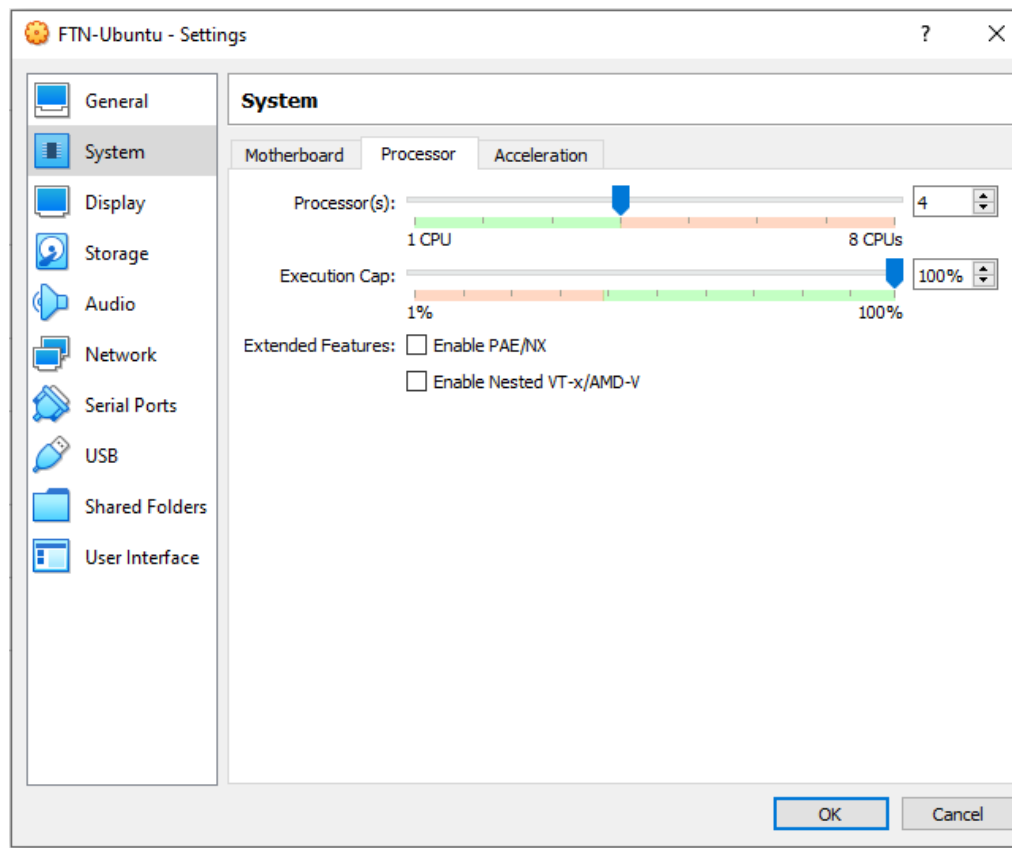 FTN-Ubuntu - Settings
?
General
System
Display
Storage
Audio
Network
Serial Ports
USB
Shared Folders
User Interface
System
Motherboard Processor Acceleration
Processor(s): 4
1 CPU 8 CPUs
Execution Cap: 100%
1% 100%
Extended Features: Enable PAE/NX
Enable Nested VT-x/AMD-V
OK Cancel